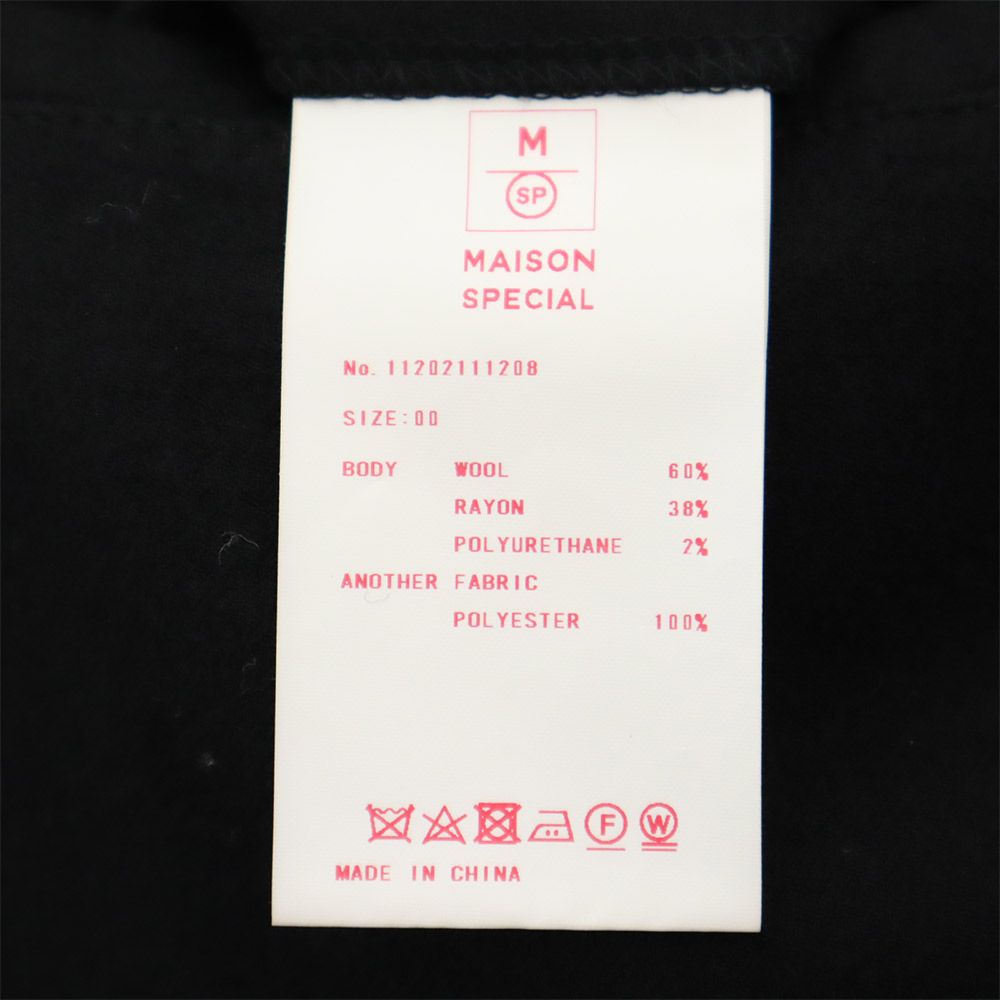 M
SP
MAISON
SPECIAL
No. 11202111208
SIZE:00
BODY WOOL 60%
RAYON 38%
POLYURETHANE 2%
ANOTHER FABRIC
POLYESTER 100%
F W
MADE IN CHINA